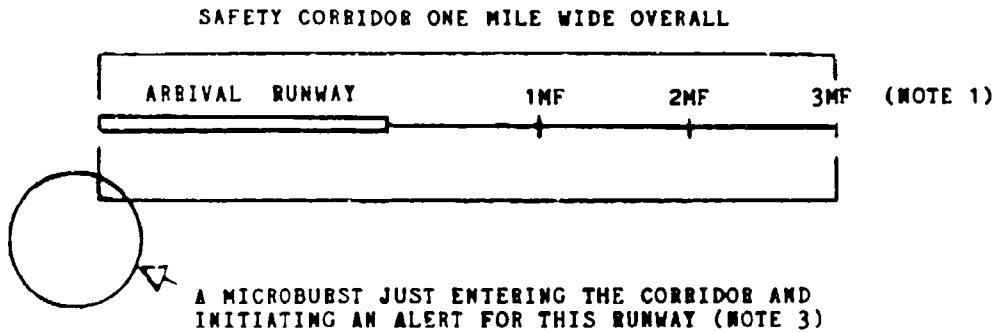 SAFETY CORRIDOR ONE MILE WIDE OVERALL
ARRIVAL RUNWAY 1MF 2MF 3MF (NOTE 1)
A MICROBURST JUST ENTERING THE CORRIDOR AND
INITIATING AN ALERT FOR THIS RUNWAY (NOTE 3)